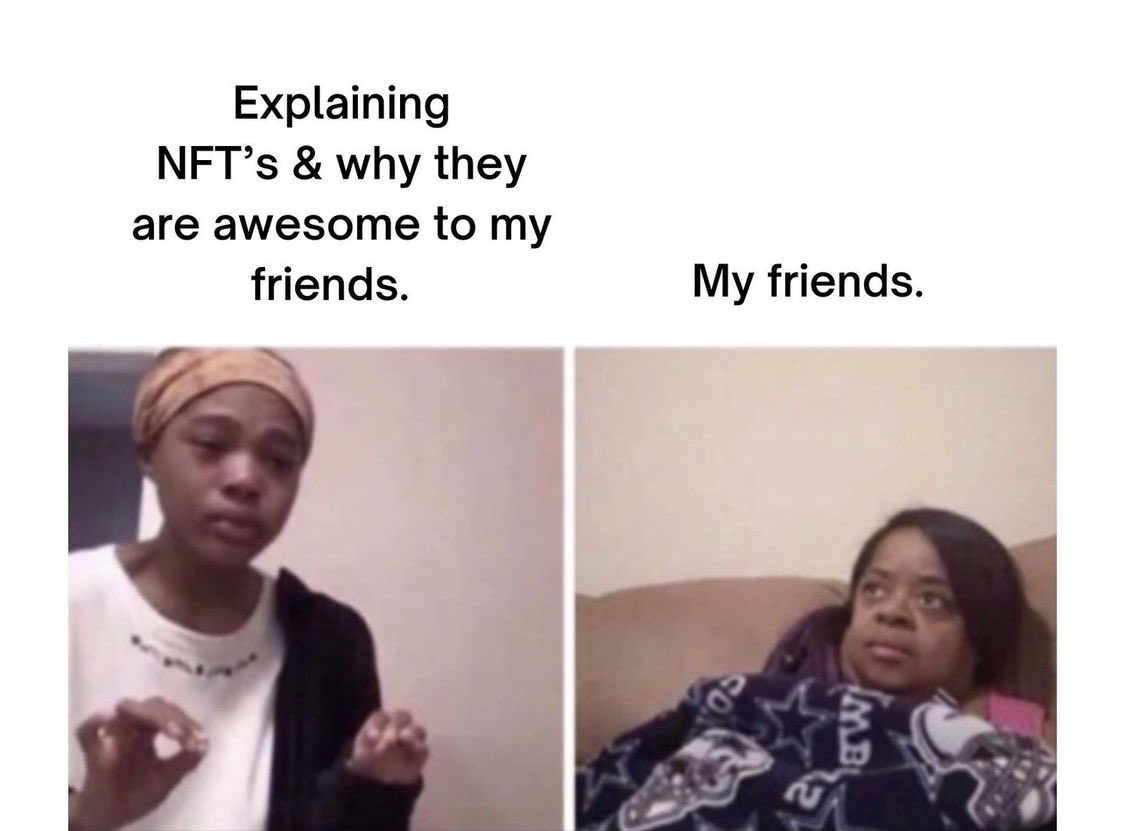 Explaining
NFT’s & why they
are awesome to my
friends.
My friends.